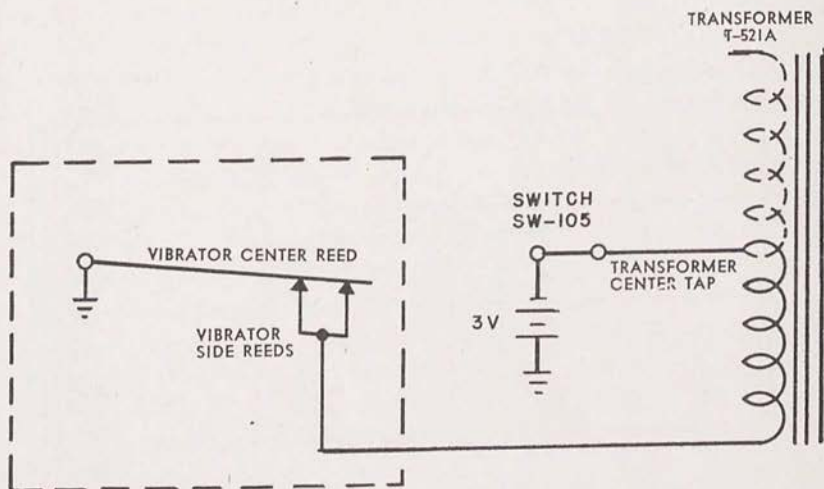 TRANSFORMER
T-521A
SWITCH
SW-105
VIBRATOR CENTER REED
TRANSFORMER
CENTER TAP
3V
VIBRATOR
SIDE REEDS